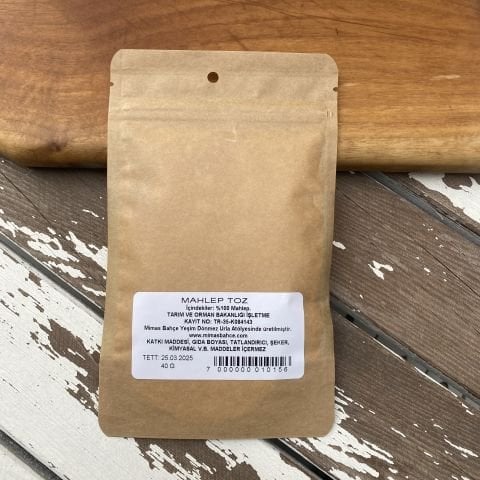 MAHLEP TOZ
İçindekiler: %100 Mahlep.
TARIM VE ORMAN BAKANLIĞI İŞLETME
KAYIT NO: TR-35-K084143
Mimas Bahçe Yeşim Dönmez Urla Atölyesinde üretilmiştir.
www.mimasbahce.com
KATKI MADDESİ, GIDA BOYASI, TATLANDIRICI, ŞEKER,
KİMYASAL V.B. MADDELER İÇERMEZ
TETT: 25.03.2025
40 G
7 000000 010156